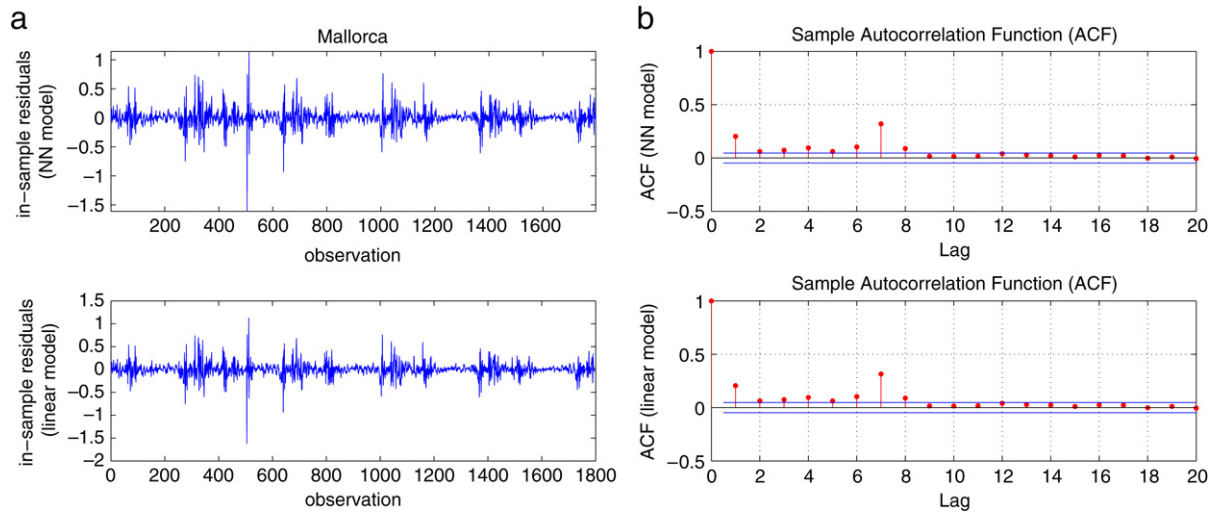 a
Mallorca
in-sample residuals
(NN model)
1
0.5
0
-0.5
-1
-1.5
200 400 600 800 1000 1200 1400 1600
observation
in-sample residuals
(linear model)
1.5
1
0.5
0
-0.5
-1
-1.5
-2
0 200 400 600 800 1000 1200 1400 1600 1800
observation
b
Sample Autocorrelation Function (ACF)
ACF (NN model)
1
0.5
0
-0.5
0 2 4 6 8 10 12 14 16 18 20
Lag
Sample Autocorrelation Function (ACF)
ACF (linear model)
1
0.5
0
-0.5
0 2 4 6 8 10 12 14 16 18 20
Lag